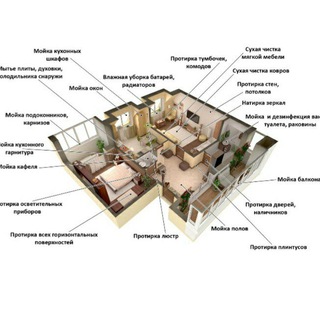 Мойка кухонных
шкафов
Мытье плиты, духовки,
холодильника снаружи
Мойка окон
Влажная уборка батарей,
радиаторов
Протирка тумбочек,
комодов
Сухая чистка
мягкой мебели
Сухая чистка ковров
Протирка стен,
потолков
Натирка зеркал
Мойка и дезинфекция ван
туалета, раковины
Мойка подоконников,
карнизов
Мойка кухонного
гарнитура
Мойка кафеля
Мойка балкона
Протирка осветительных
приборов
Протирка дверей,
наличников
Протирка всех горизонтальных
поверхностей
Протирка люстр
Мойка полов
Протирка плинтусов